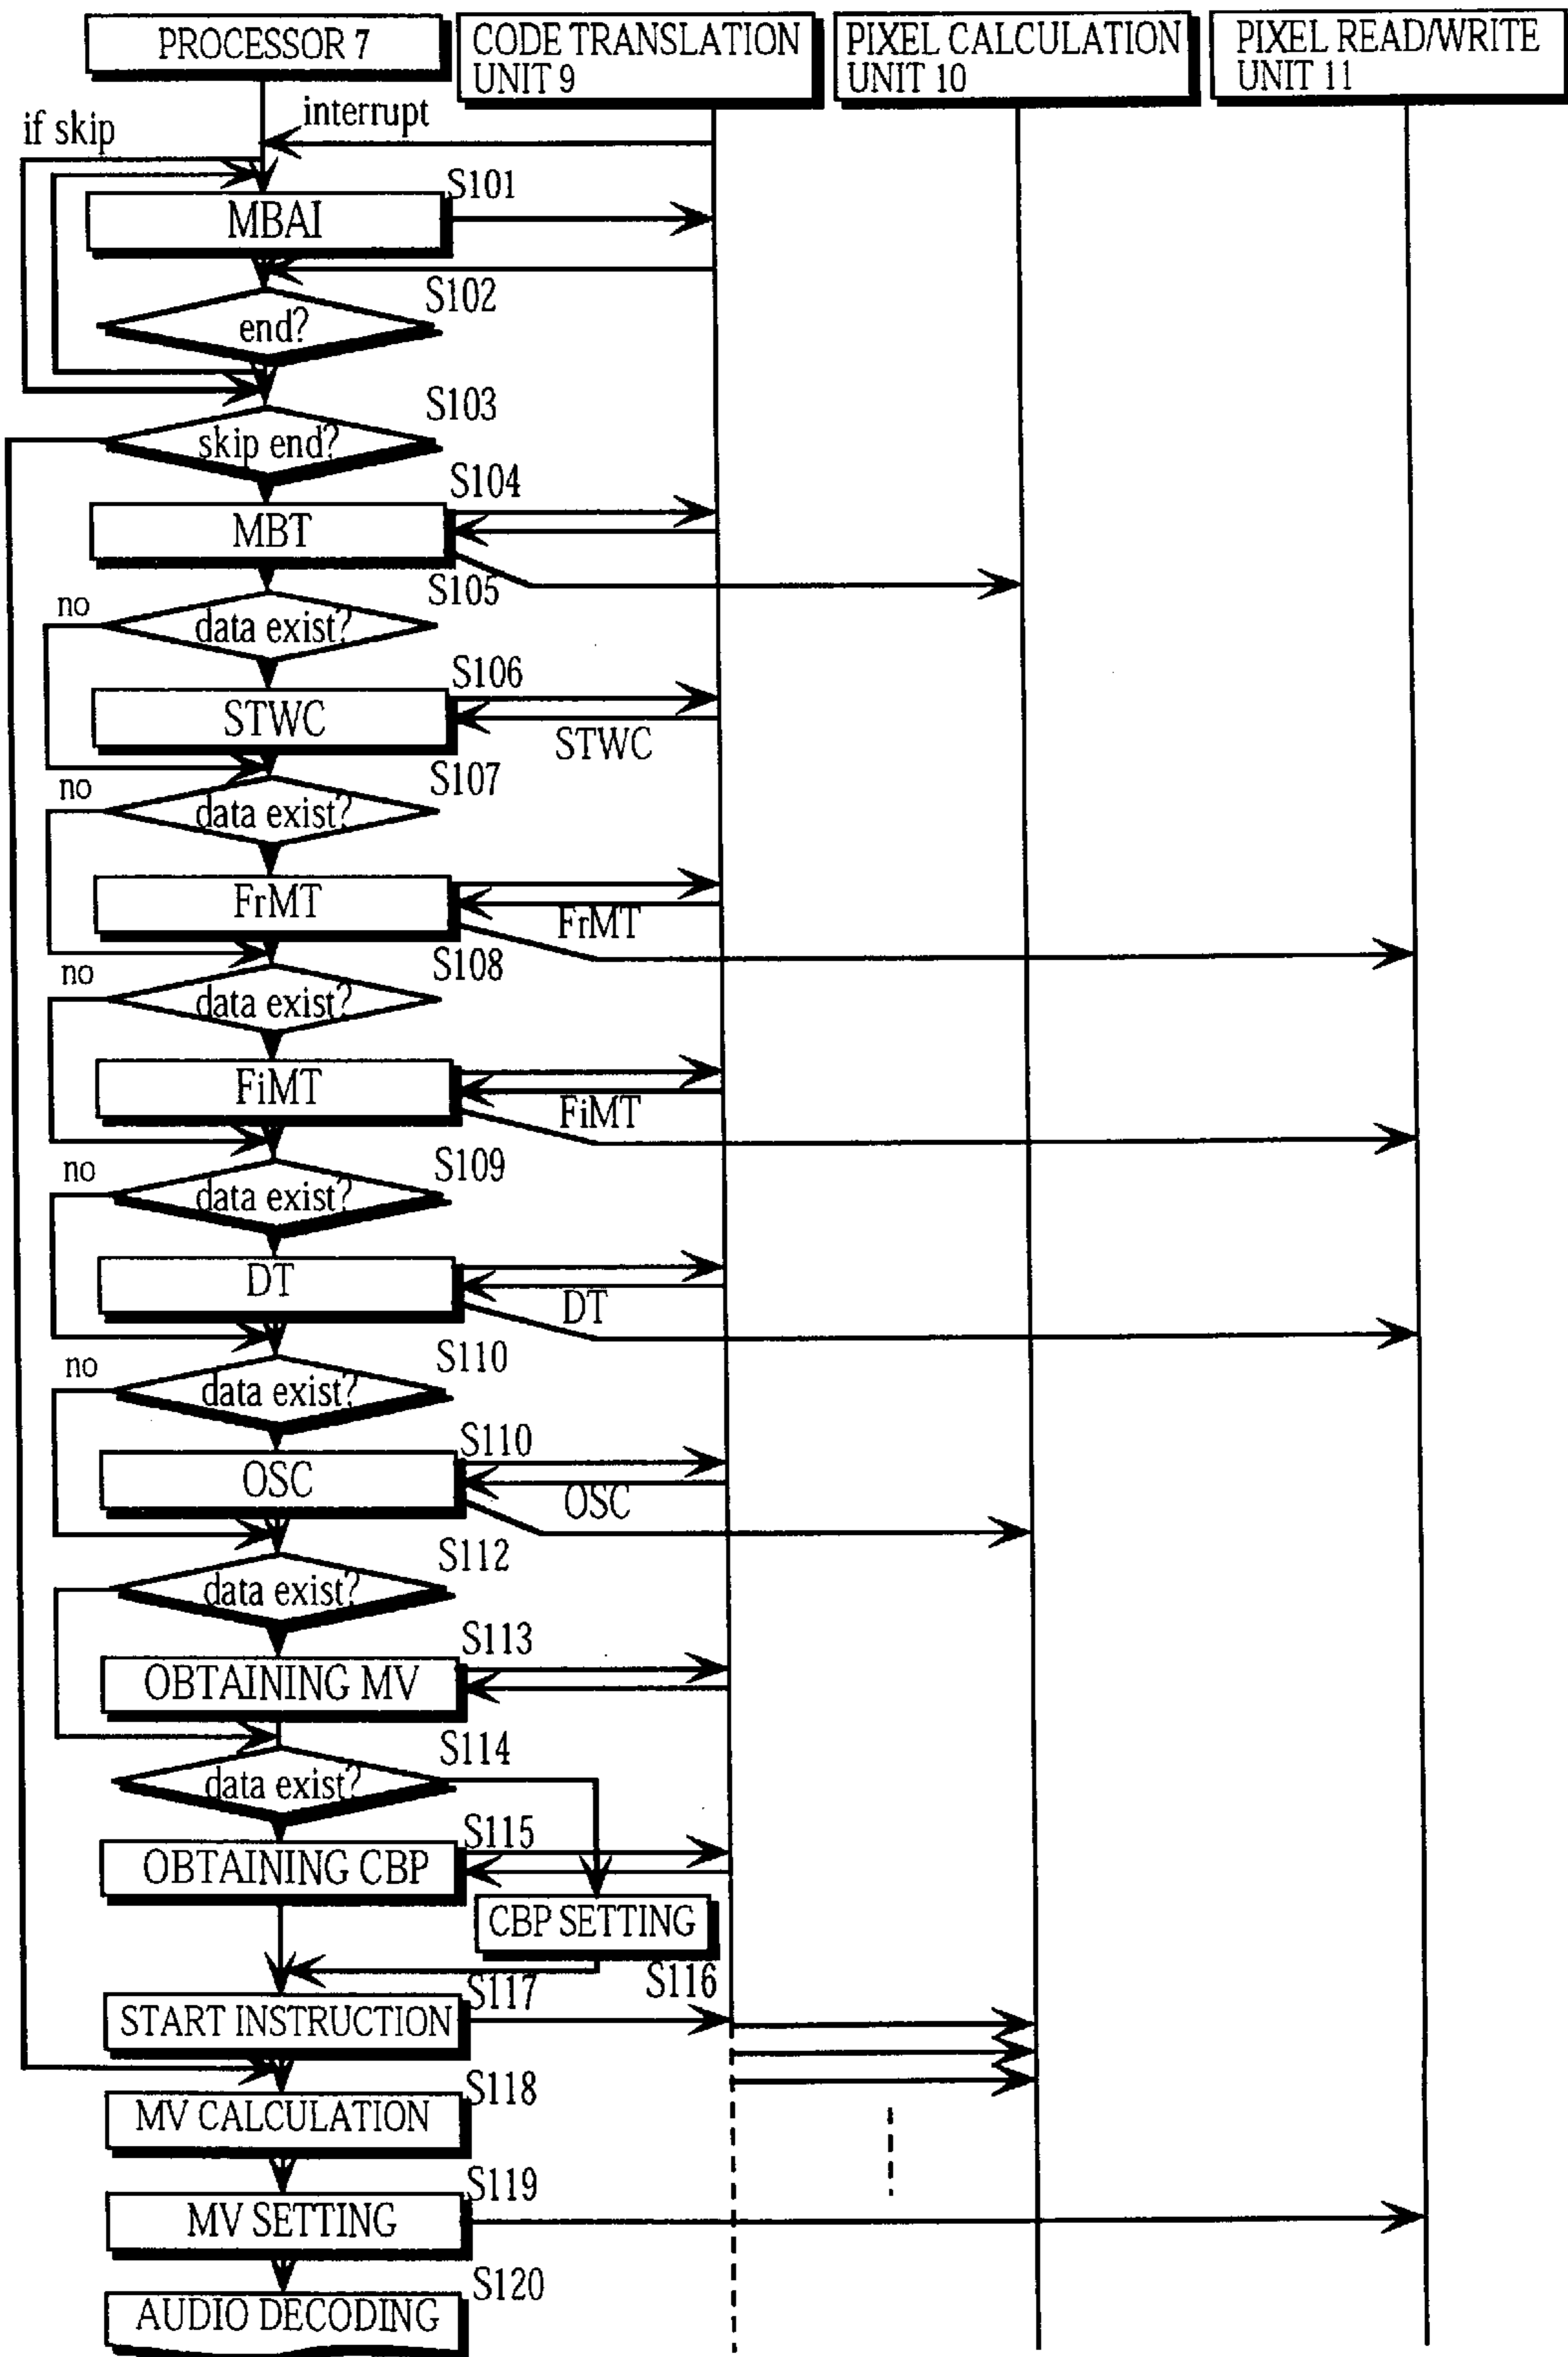 PROCESSOR 7
CODE TRANSLATION
UNIT 9
PIXEL CALCULATION
UNIT 10
PIXEL READ/WRITE
UNIT 11
if skip
interrupt
S101
MBAI
S102
end?
S103
skip end?
S104
MBT
S105
no
data exist?
S106
STWC
STWC
S107
no
data exist?
FrMT
FrMT
S108
no
data exist?
FiMT
FiMT
S109
no
data exist?
DT
DT
S110
no
data exist?
S110
OSC
OSC
S112
data exist?
S113
OBTAINING MV
S114
data exist?
S115
OBTAINING CBP
CBP SETTING
S116
S117
START INSTRUCTION
S118
MV CALCULATION
S119
MV SETTING
S120
AUDIO DECODING